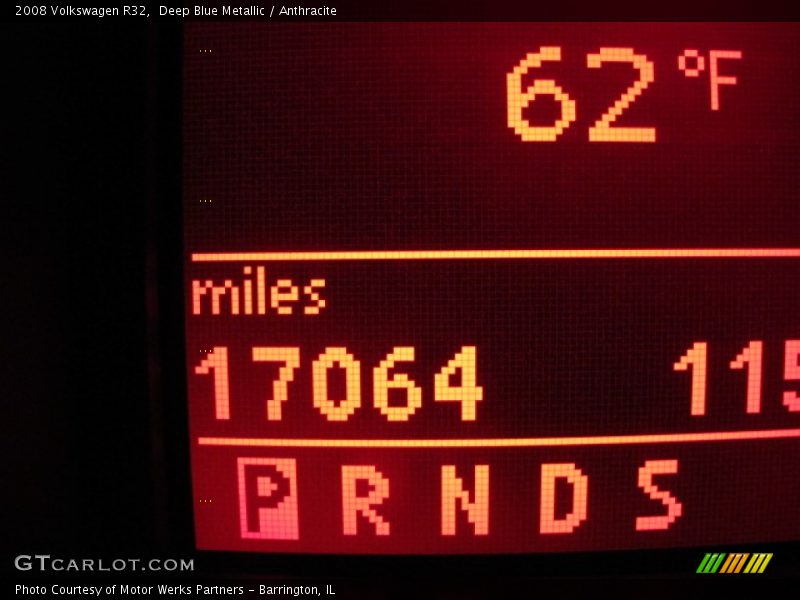 2008 Volkswagen R32,  Deep Blue Metallic / Anthracite
62 °F
miles
17064 115
P R N D S
GTCARLOT.COM
Photo Courtesy of Motor Werks Partners - Barrington, IL